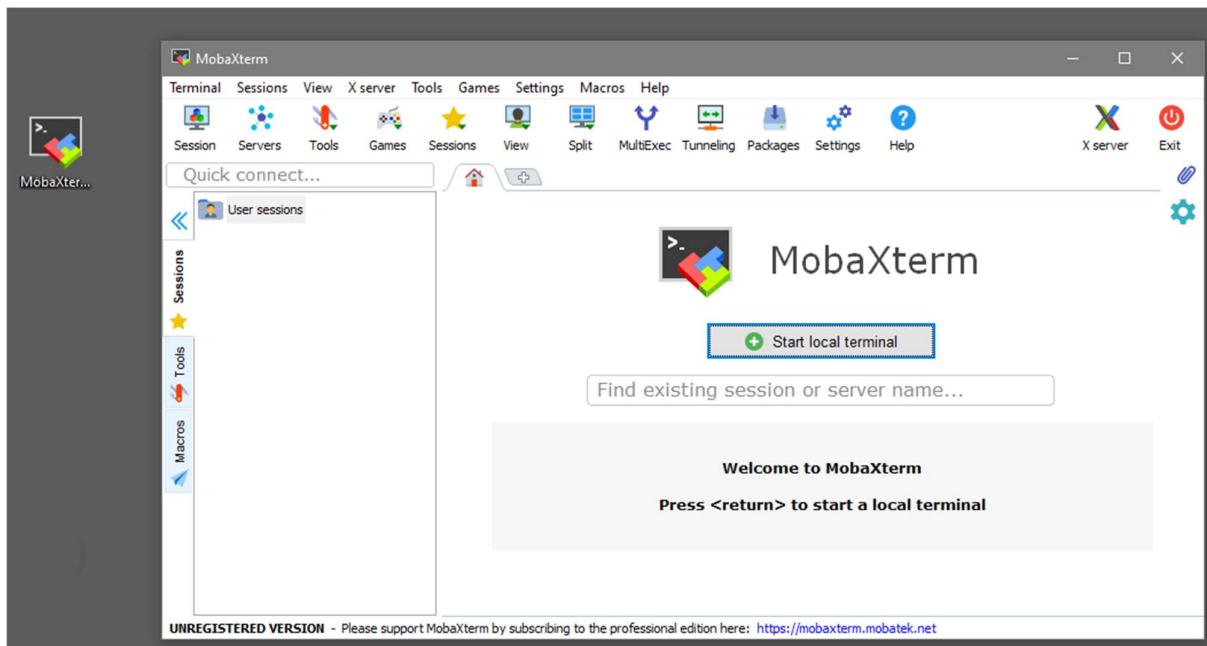 MobaXterm
Terminal Sessions View X server Tools Games Settings Macros Help
Session Servers Tools Games Sessions View Split MultiExec Tunneling Packages Settings Help X server Exit
>_
MobaXter...
Quick connect...
User sessions
Sessions
Tools
Macros
>_
MobaXterm
Start local terminal
Find existing session or server name...
Welcome to MobaXterm
Press <return> to start a local terminal
UNREGISTERED VERSION - Please support MobaXterm by subscribing to the professional edition here: https://mobaxterm.mobatek.net